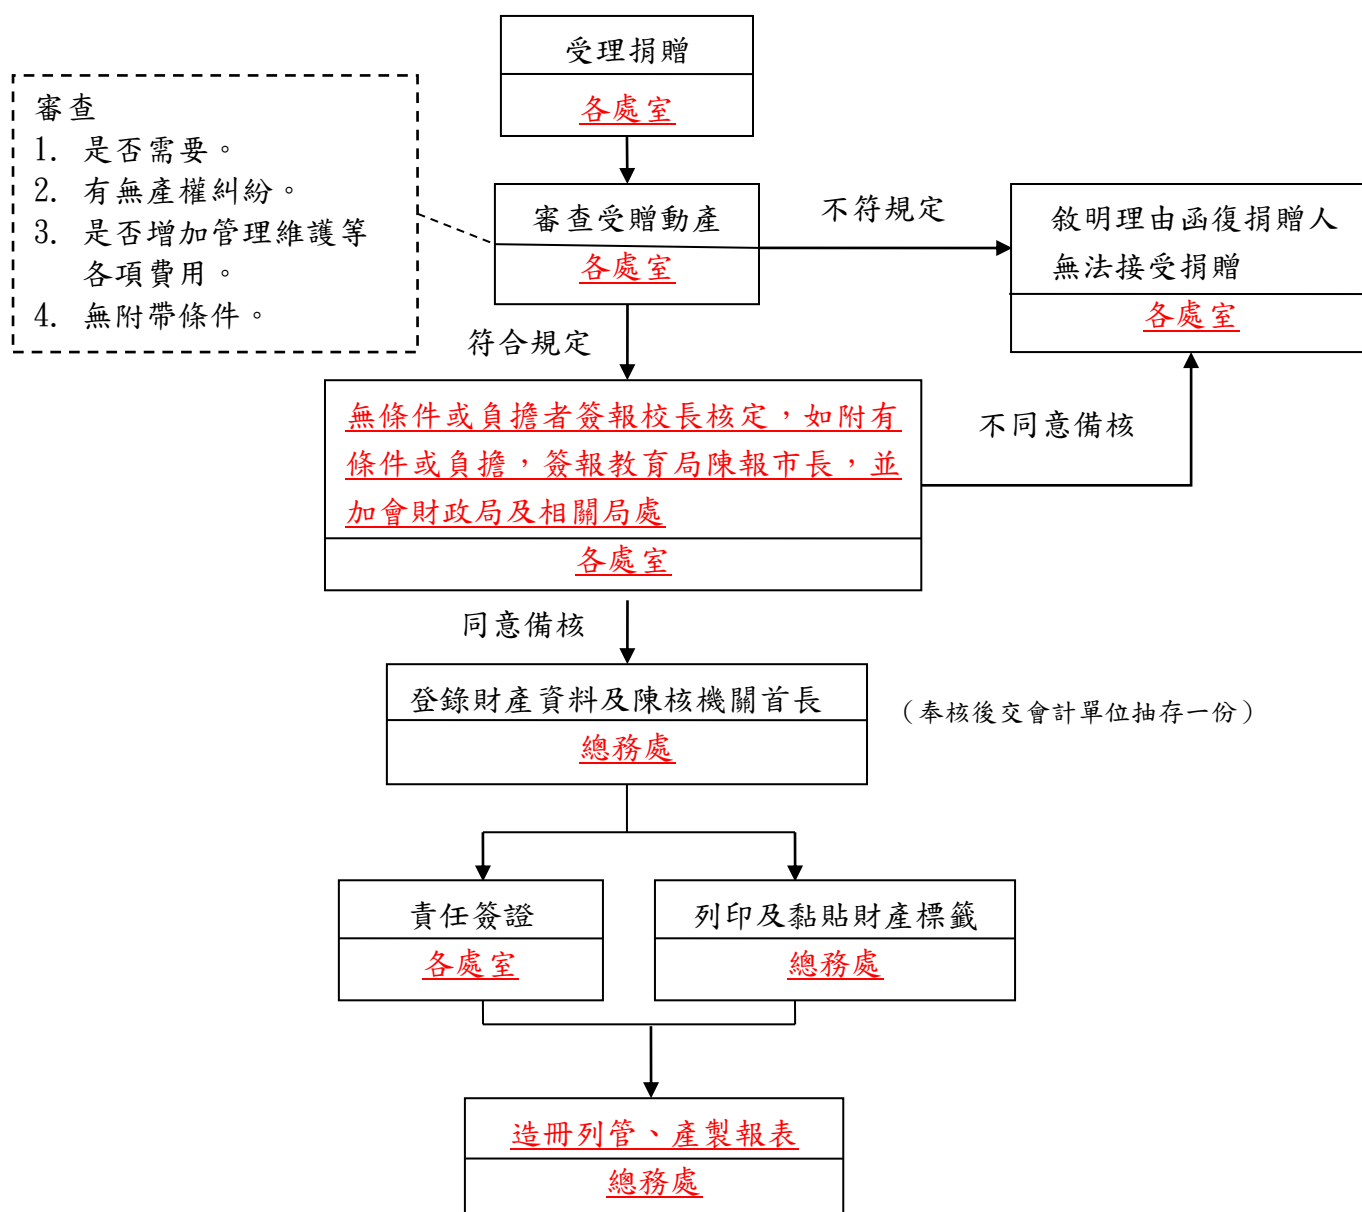 受理捐贈
各處室
審查
1. 是否需要。
2. 有無產權糾紛。
3. 是否增加管理維護等
各項費用。
4. 無附帶條件。
審查受贈動產
各處室
不符規定
敘明理由函復捐贈人
無法接受捐贈
各處室
符合規定
無條件或負擔者簽報校長核定，如附有
條件或負擔，簽報教育局陳報市長，並
加會財政局及相關局處
各處室
不同意備核
同意備核
登錄財產資料及陳核機關首長
總務處
（奉核後交會計單位抽存一份）
責任簽證
各處室
列印及黏貼財產標籤
總務處
造冊列管、產製報表
總務處